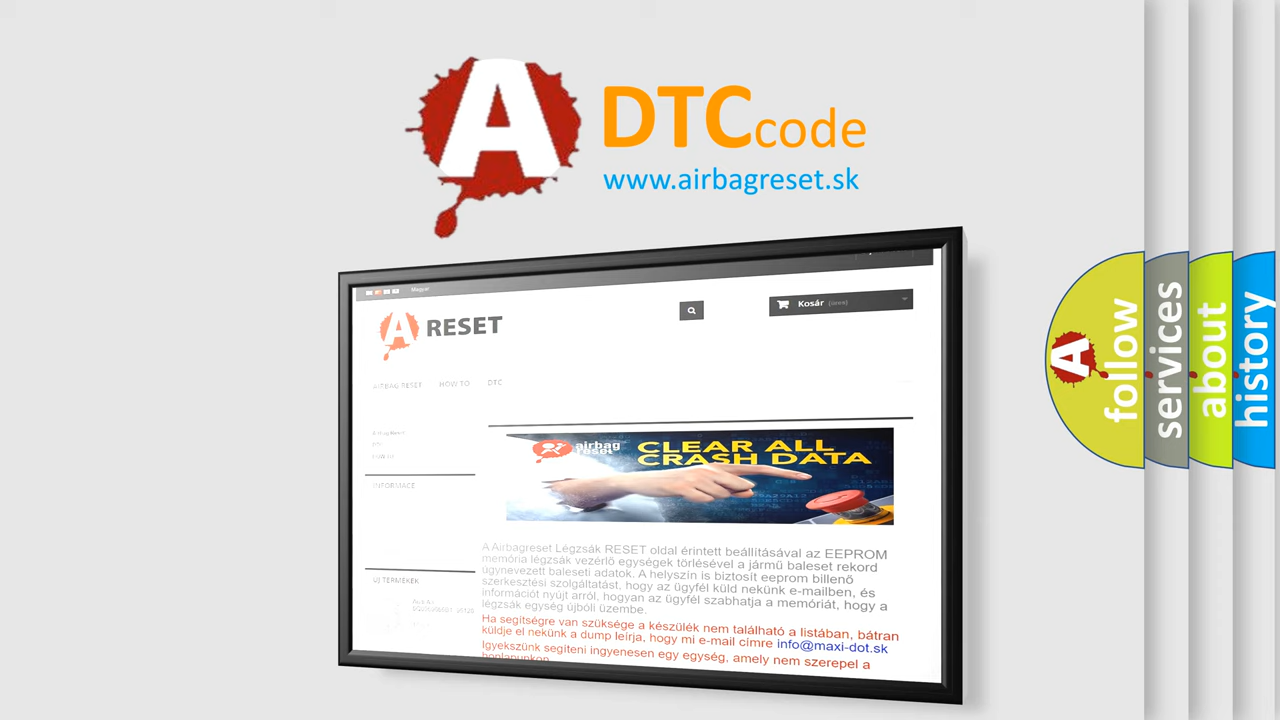 A
DTC code
www.airbagreset.sk
Magyar
A RESET
Kosár (üres)
AIRBAG RESET HOW TO DTC
INFORMACE
airbag
reset
CLEAR ALL
CRASH DATA
A Airbagreset Légzsák RESET oldal érintett beállításával az EEPROM
memória légzsák vezérlő egységek törlésével a jármű baleset rekord
úgynevezett baleseti adatok. A helyszín is biztosít eeprom billenő
szerkesztési szolgáltatást, hogy az ügyfél küld nekünk e-mailben, és
információt nyújt arról, hogyan az ügyfél szabhatja a memóriát, hogy a
légzsák egység újbóli üzembe.
ÚJ TERMÉKEK
Ha segítségre van szüksége a készülék nem található a listában, bátran
küldje el nekünk a dump leírja, hogy mi e-mail címre info@maxi-dot.sk
Igyekszünk segíteni ingyenesen egy egység, amely nem szerepel a
honlapunkon
A
follow
services
about
history